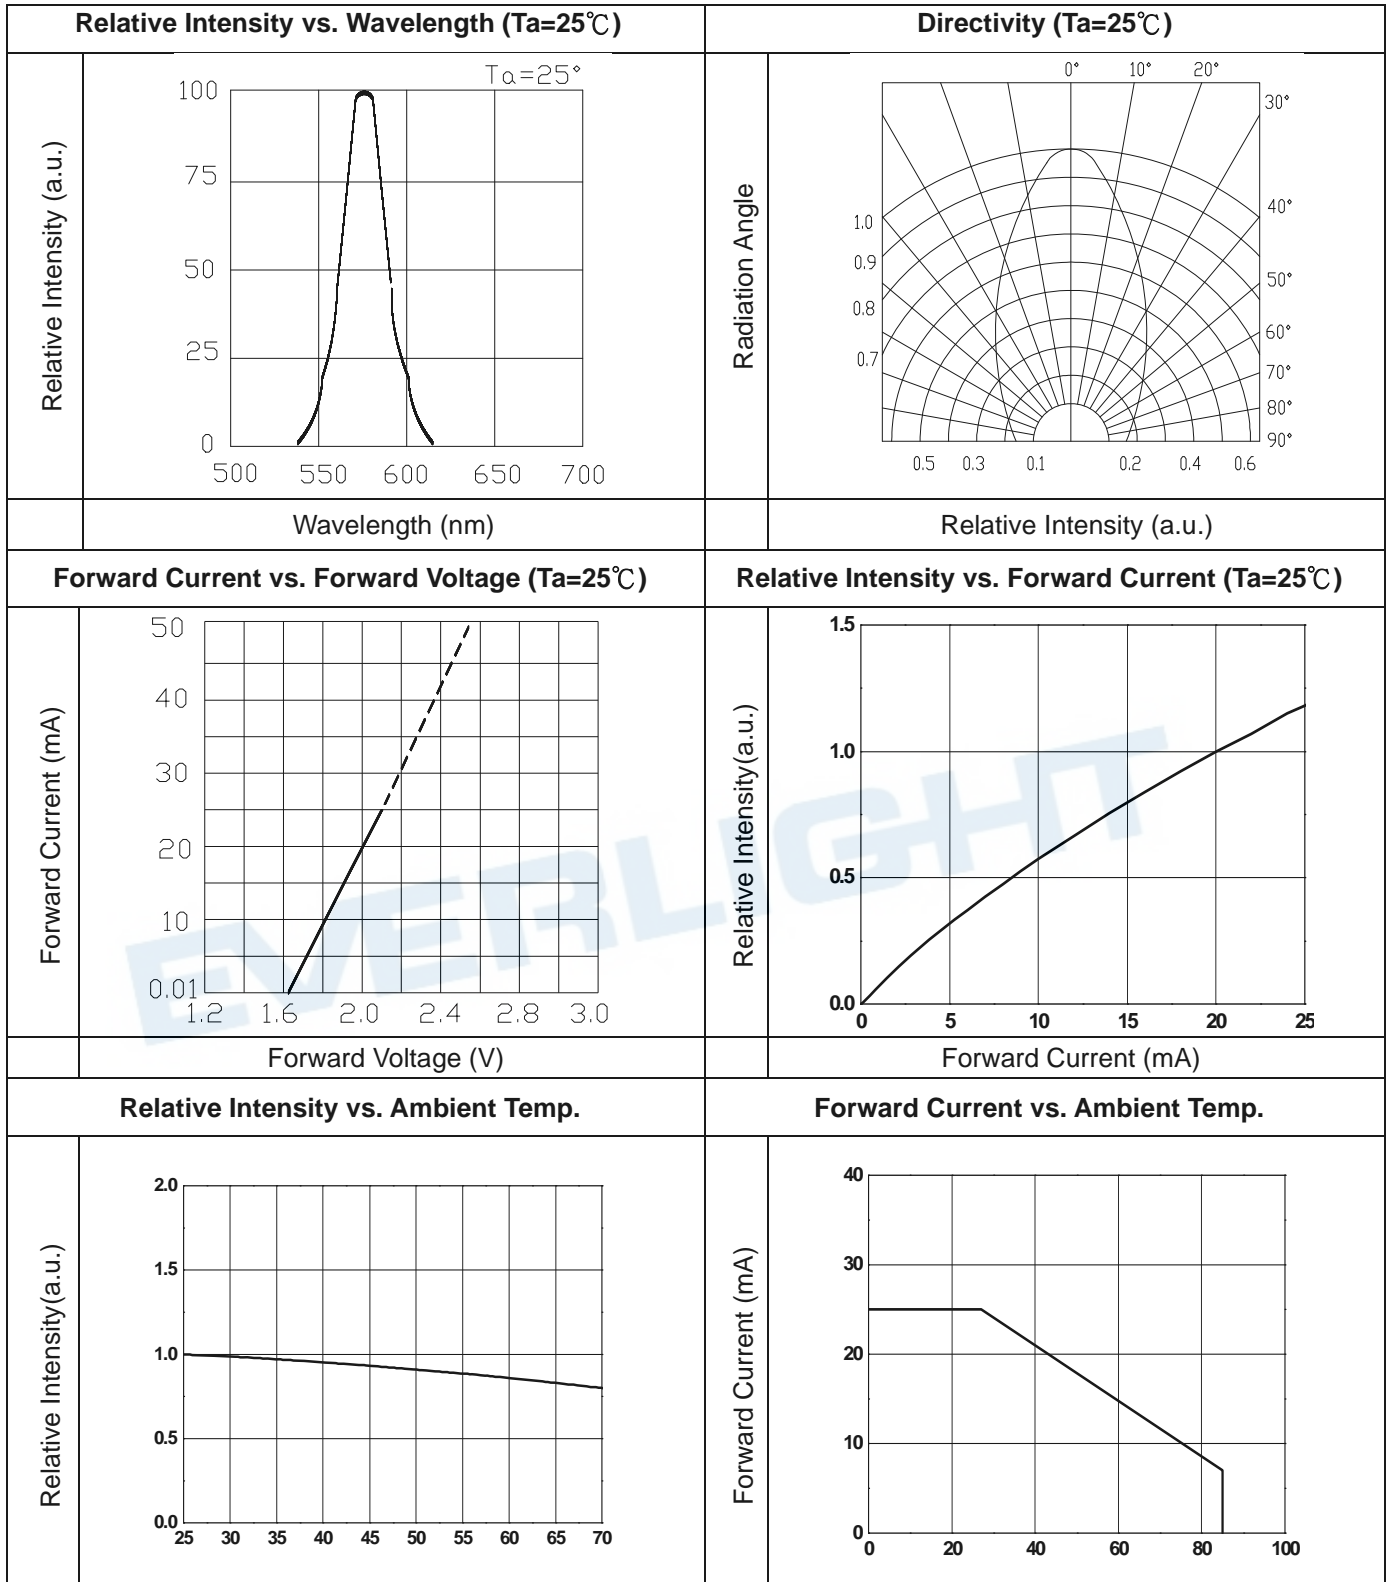 Relative Intensity vs. Wavelength (Ta=25℃)
Directivity (Ta=25℃)
Relative Intensity (a.u.)
Ta=25°
100
75
50
25
0
500 550 600 650 700
Radiation Angle
0° 10° 20°
30°
40°
50°
60°
70°
80°
90°
1.0
0.9
0.8
0.7
0.5 0.3 0.1 0.2 0.4 0.6
Wavelength (nm)
Relative Intensity (a.u.)
Forward Current vs. Forward Voltage (Ta=25℃)
Relative Intensity vs. Forward Current (Ta=25℃)
Forward Current (mA)
50
40
30
20
10
0.01
1.2 1.6 2.0 2.4 2.8 3.0
Relative Intensity(a.u.)
1.5
1.0
0.5
0.0
0 5 10 15 20 25
EVERLIGHT
Forward Voltage (V)
Forward Current (mA)
Relative Intensity vs. Ambient Temp.
Forward Current vs. Ambient Temp.
Relative Intensity(a.u.)
2.0
1.5
1.0
0.5
0.0
25 30 35 40 45 50 55 60 65 70
Forward Current (mA)
40
30
20
10
0
0 20 40 60 80 100